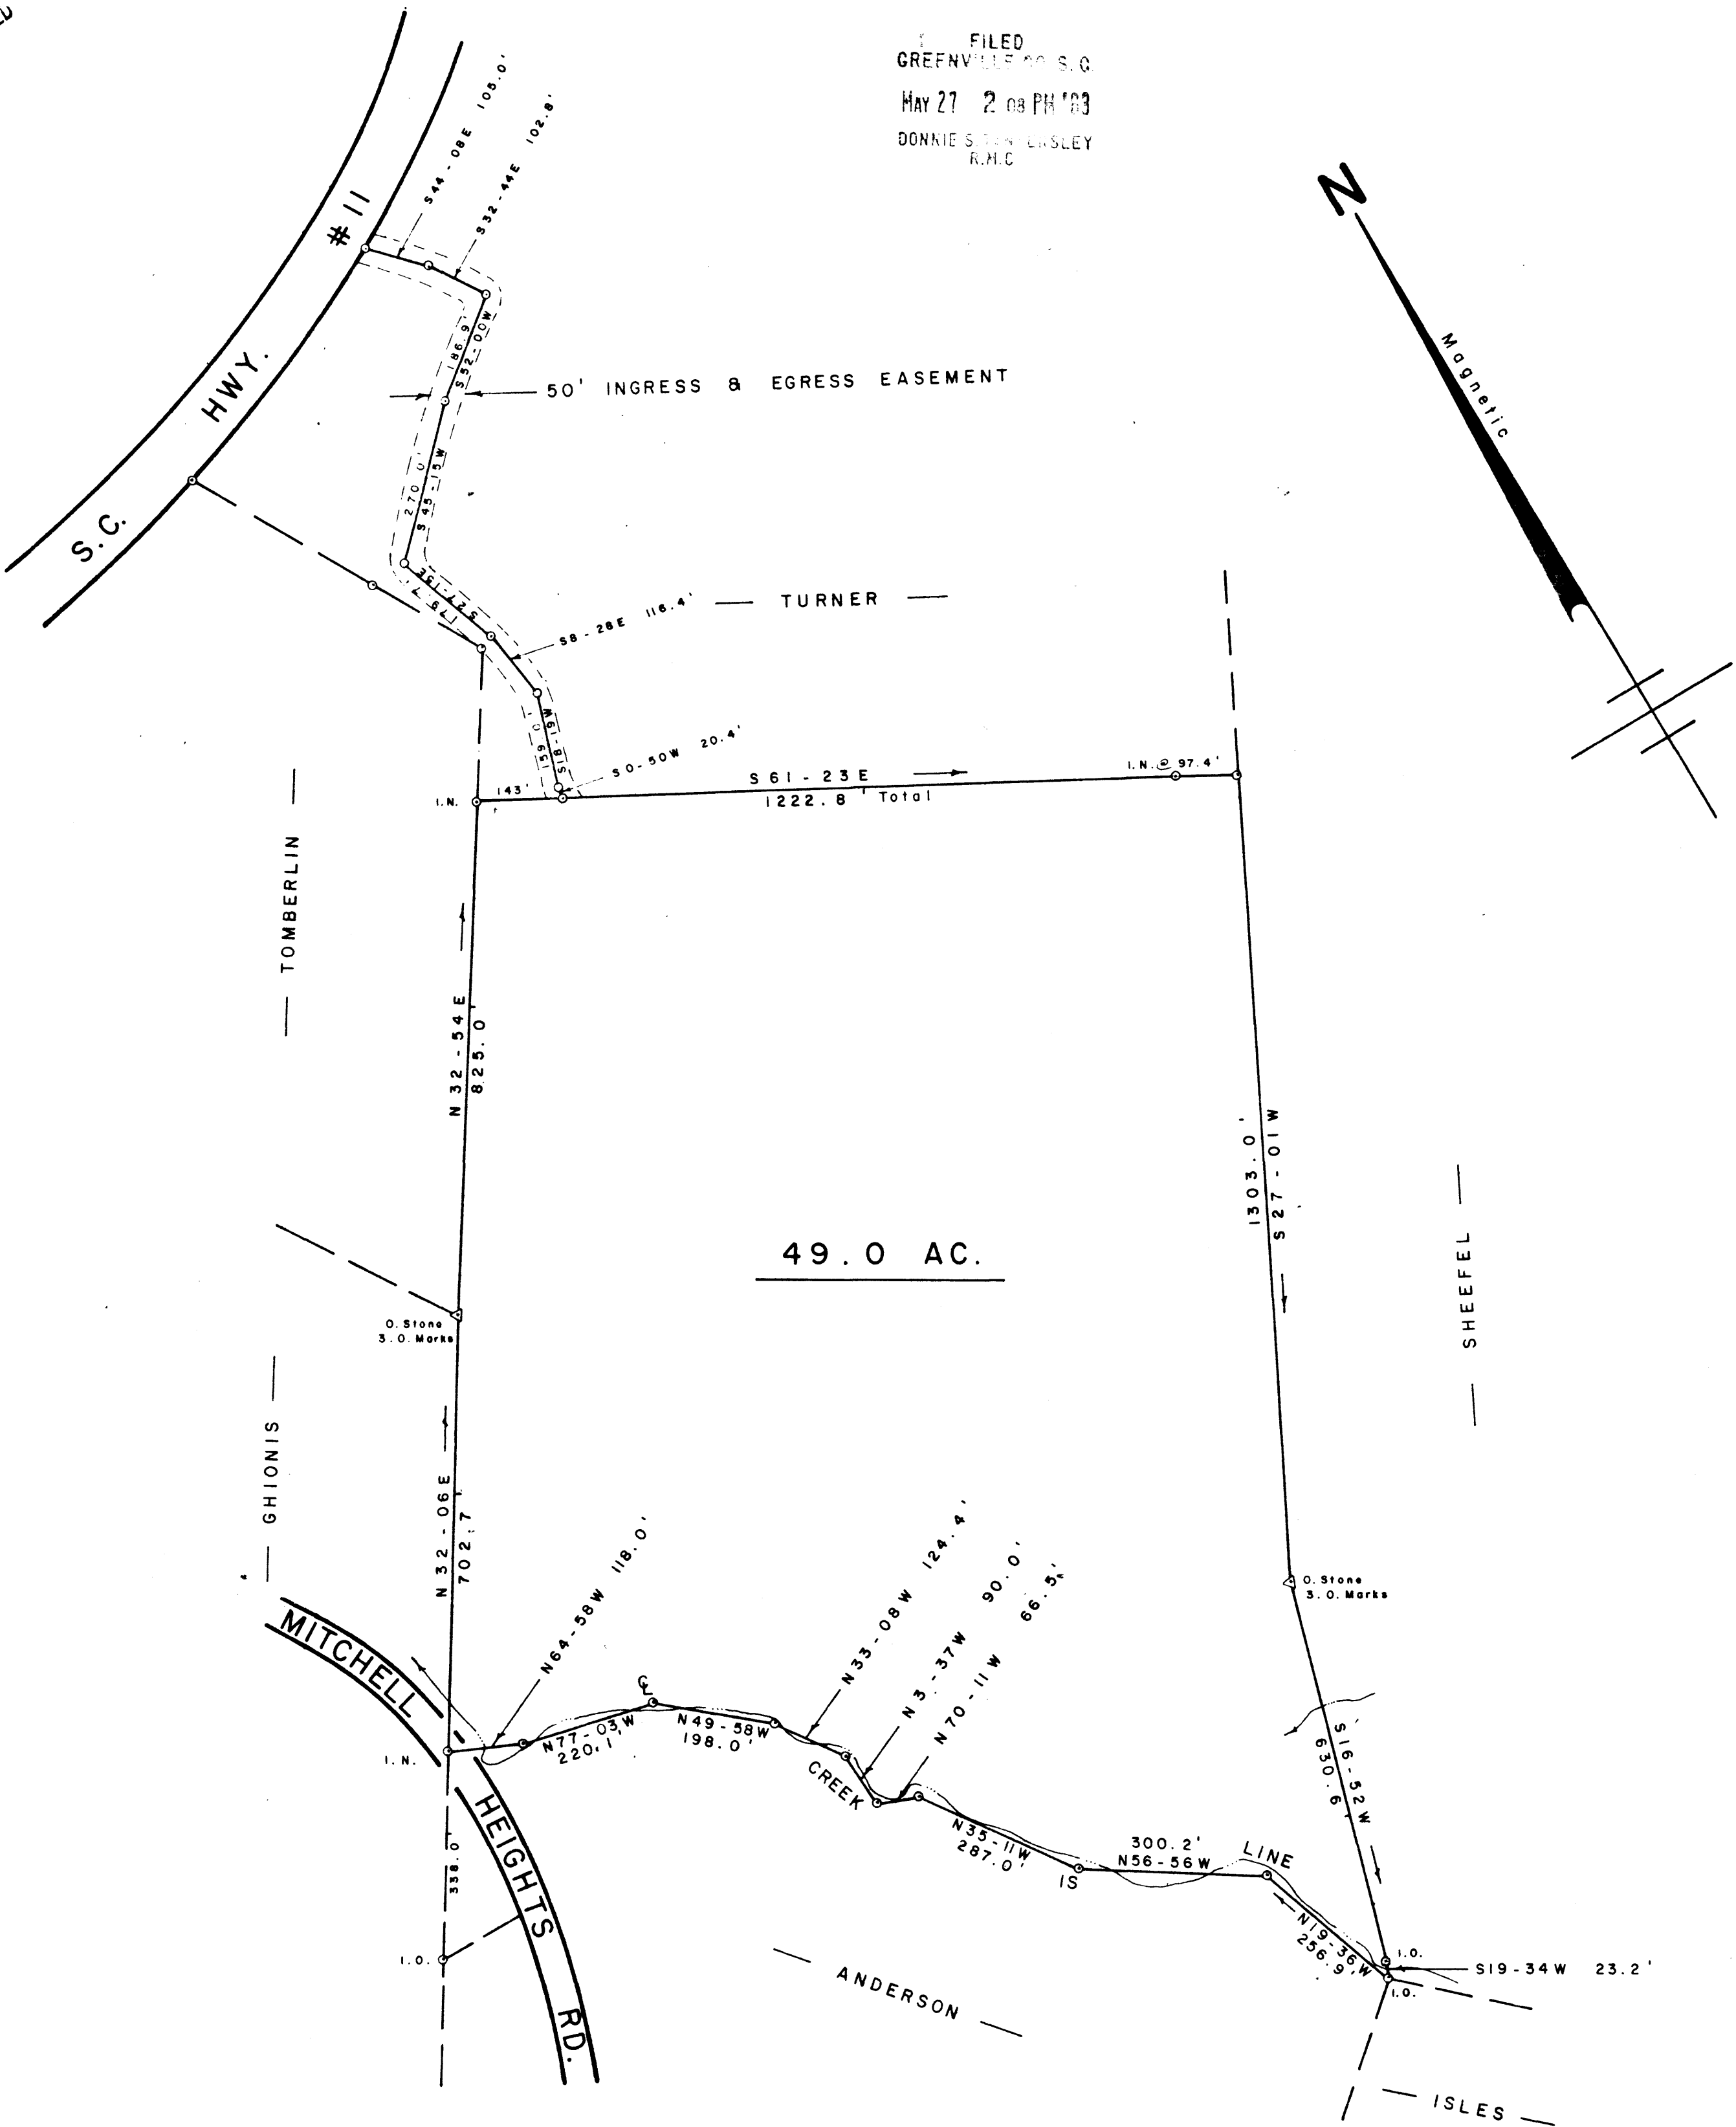 FILED
GREENVILLE CO. S.C.
MAY 27 2 08 PM '83
DONNIE S. TANKERSLEY
R.M.C
S44-08E 105.0'
S32-44E 102.8'
#11
HWY.
S.C.
N
Magnetic
186.9'
S52-00W
50' INGRESS & EGRESS EASEMENT
270.0'
S45-15W
S27-15E
179.7'
S8-28E 116.4'
TURNER
159.0'
S18-19W
S0-50W 20.4'
I.N.
143'
S61-23E
1222.8' Total
I.N.@ 97.4'
TOMBERLIN
N32-54E
825.0'
1303.0'
S27-01W
49.0 AC.
SHEEFEL
O. Stone
3.O. Marks
GHIONIS
N32-06E
702.7'
O. Stone
3.O. Marks
MITCHELL
HEIGHTS
RD.
I.N.
N64-58W 118.0'
N77-03W
220.1'
℄
N49-58W
198.0'
N33-08W 124.4'
N3-37W 90.0'
N70-11W 66.5'
CREEK
N35-11W
287.0'
IS
300.2'
N56-56W
LINE
N19-36W
256.9'
S16-52W
630.6'
I.O.
S19-34W 23.2'
I.O.
338.0'
I.O.
ANDERSON
ISLES